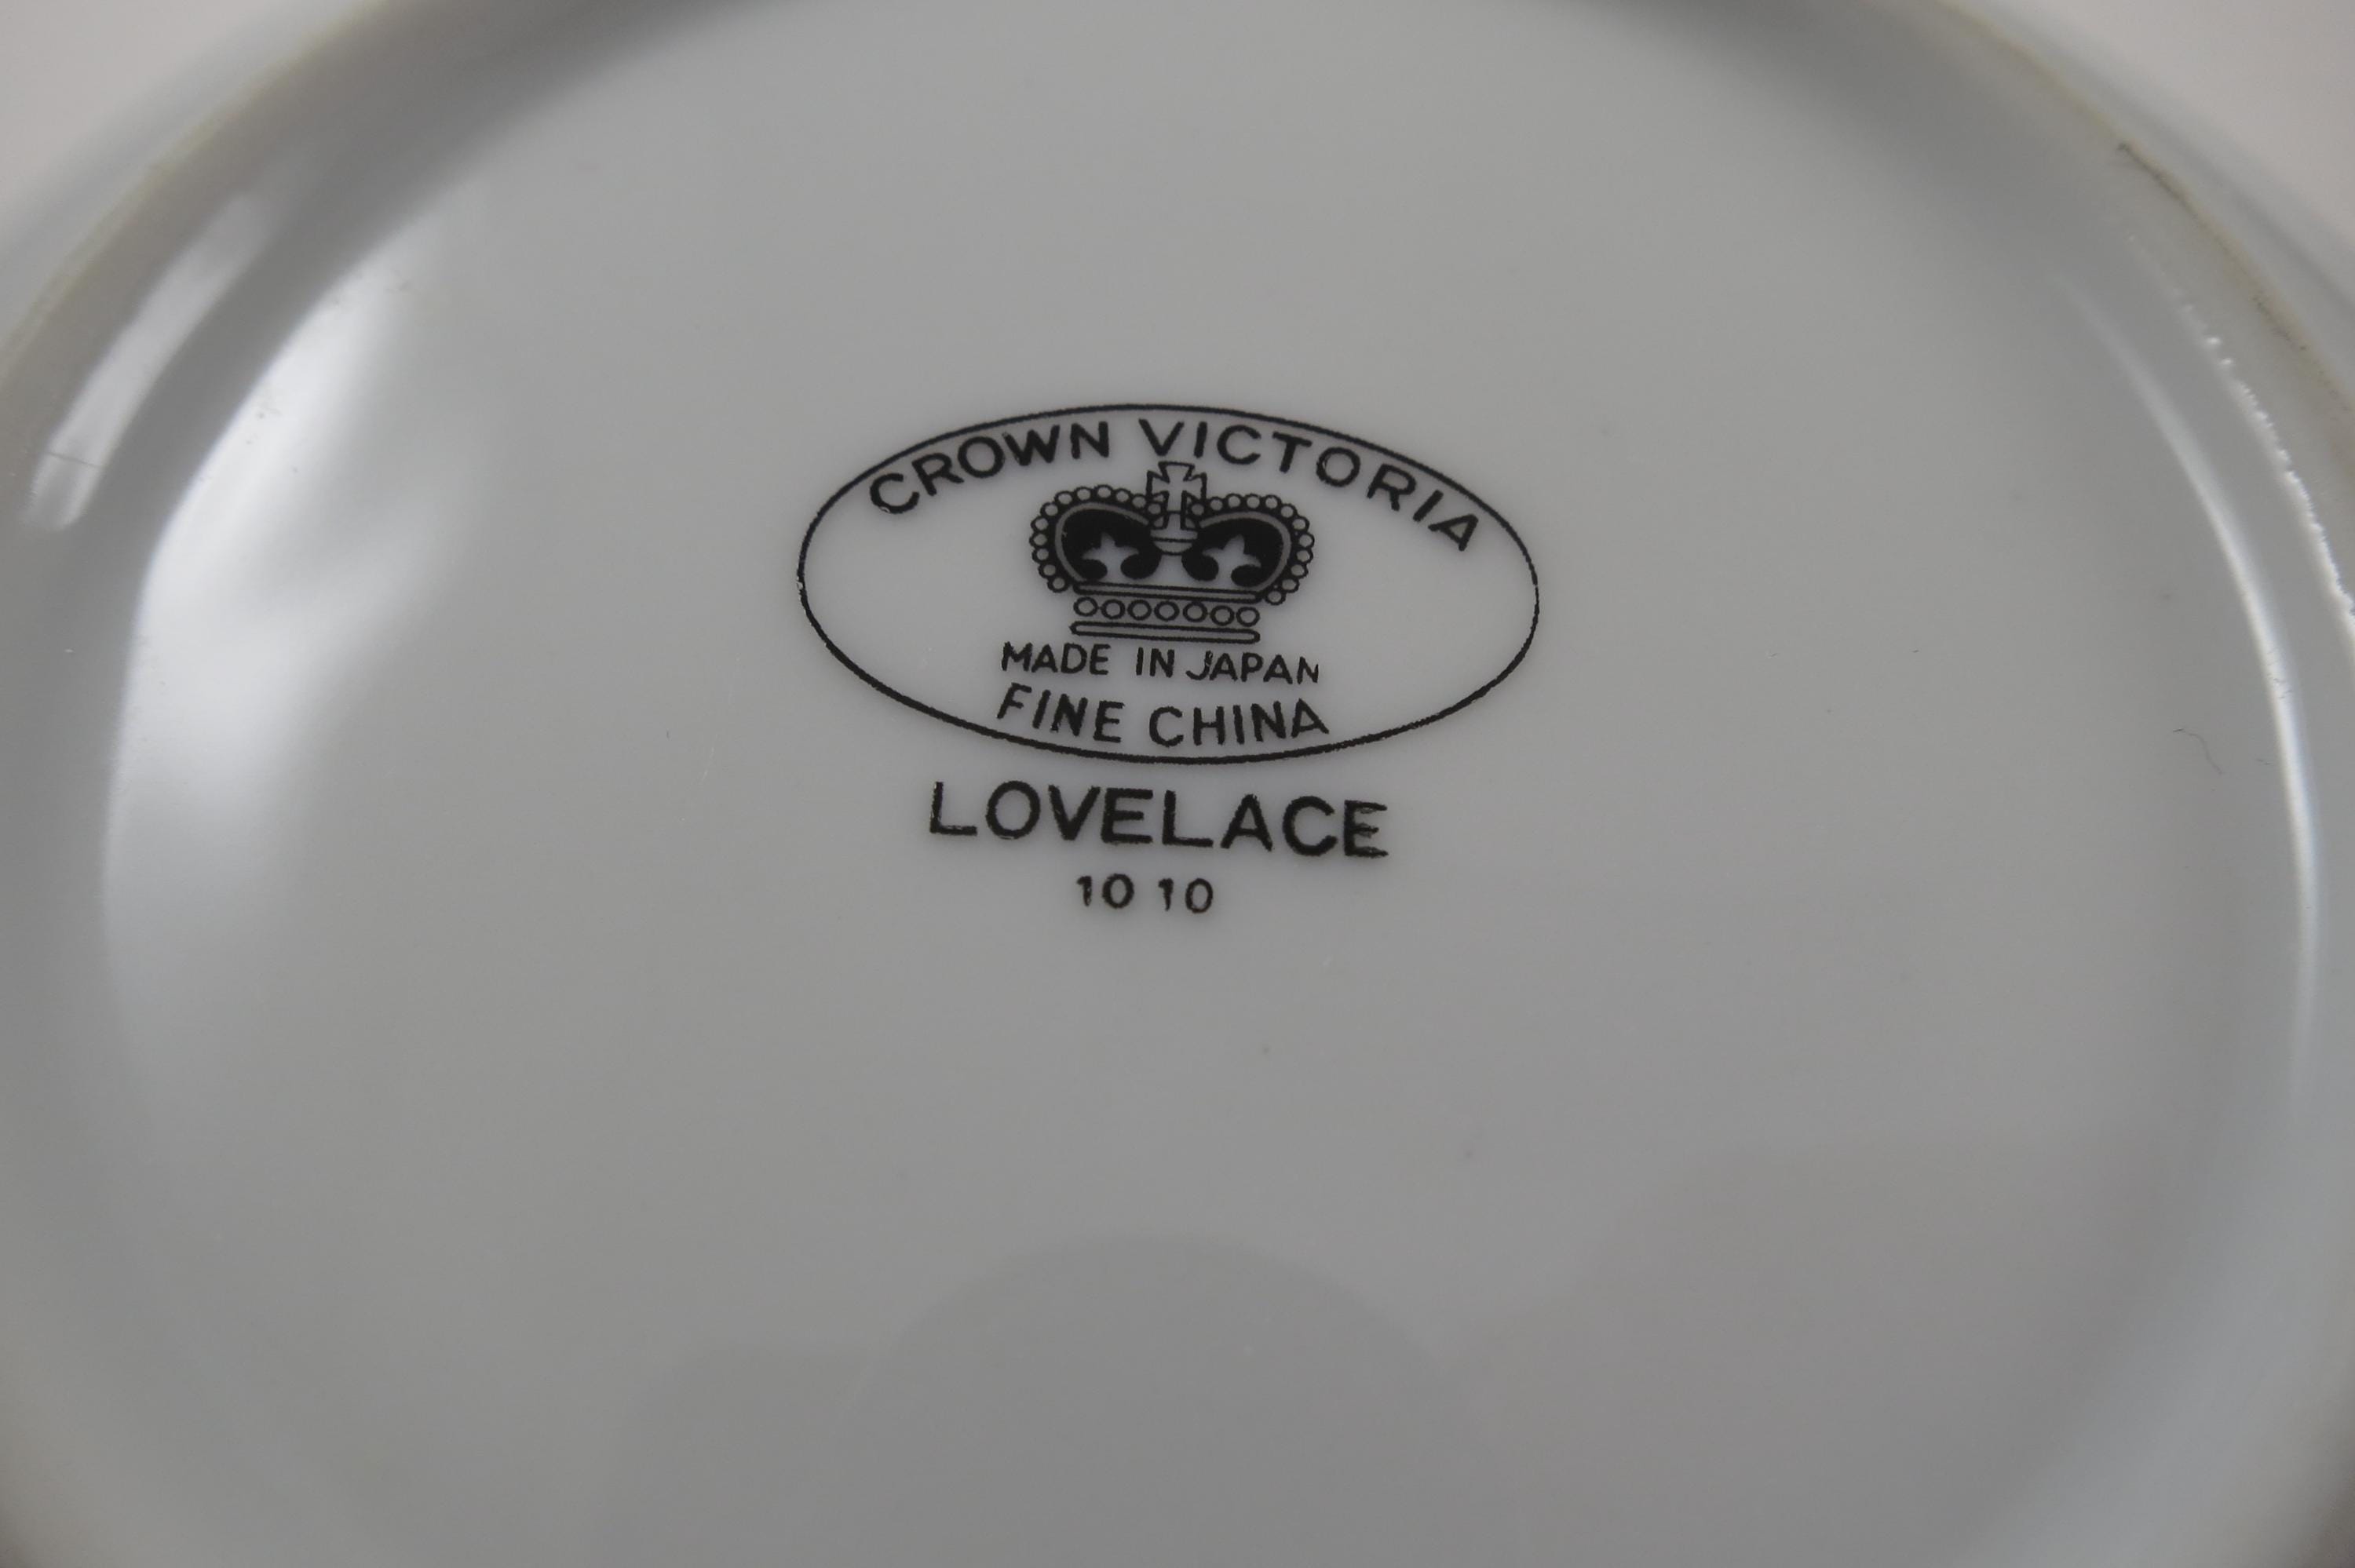 CROWN VICTORIA
MADE IN JAPAN
FINE CHINA
LOVELACE
10 10